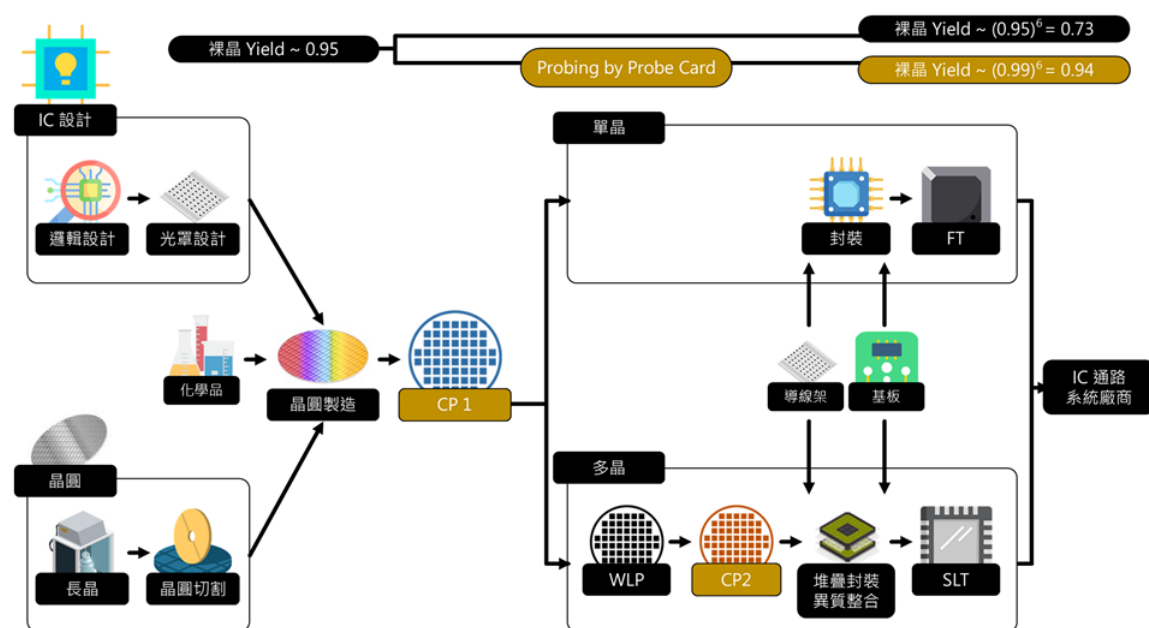 裸晶 Yield ~ 0.95
裸晶 Yield ~ (0.95)⁶ = 0.73
Probing by Probe Card
裸晶 Yield ~ (0.99)⁶ = 0.94
IC 設計
邏輯設計
光罩設計
單晶
封裝
FT
化學品
晶圓製造
CP 1
導線架
基板
IC 通路
系統廠商
晶圓
長晶
晶圓切割
多晶
WLP
CP2
堆疊封裝
異質整合
SLT